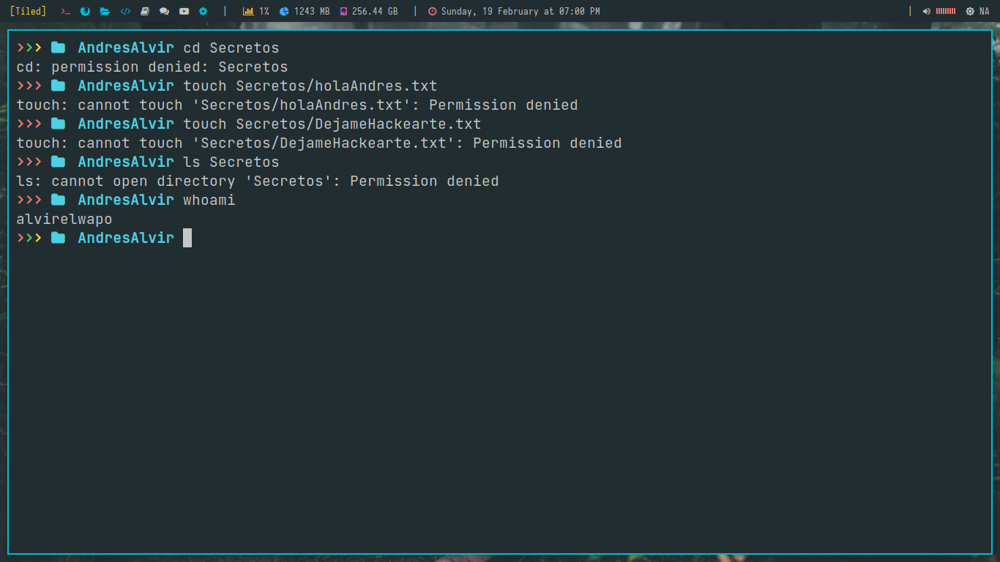 [Tiled] | 1% 1243 MB 256.44 GB | Sunday, 19 February at 07:00 PM | NA
>>> AndresAlvir cd Secretos
cd: permission denied: Secretos
>>> AndresAlvir touch Secretos/holaAndres.txt
touch: cannot touch 'Secretos/holaAndres.txt': Permission denied
>>> AndresAlvir touch Secretos/DejameHackearte.txt
touch: cannot touch 'Secretos/DejameHackearte.txt': Permission denied
>>> AndresAlvir ls Secretos
ls: cannot open directory 'Secretos': Permission denied
>>> AndresAlvir whoami
alvirelwapo
>>> AndresAlvir